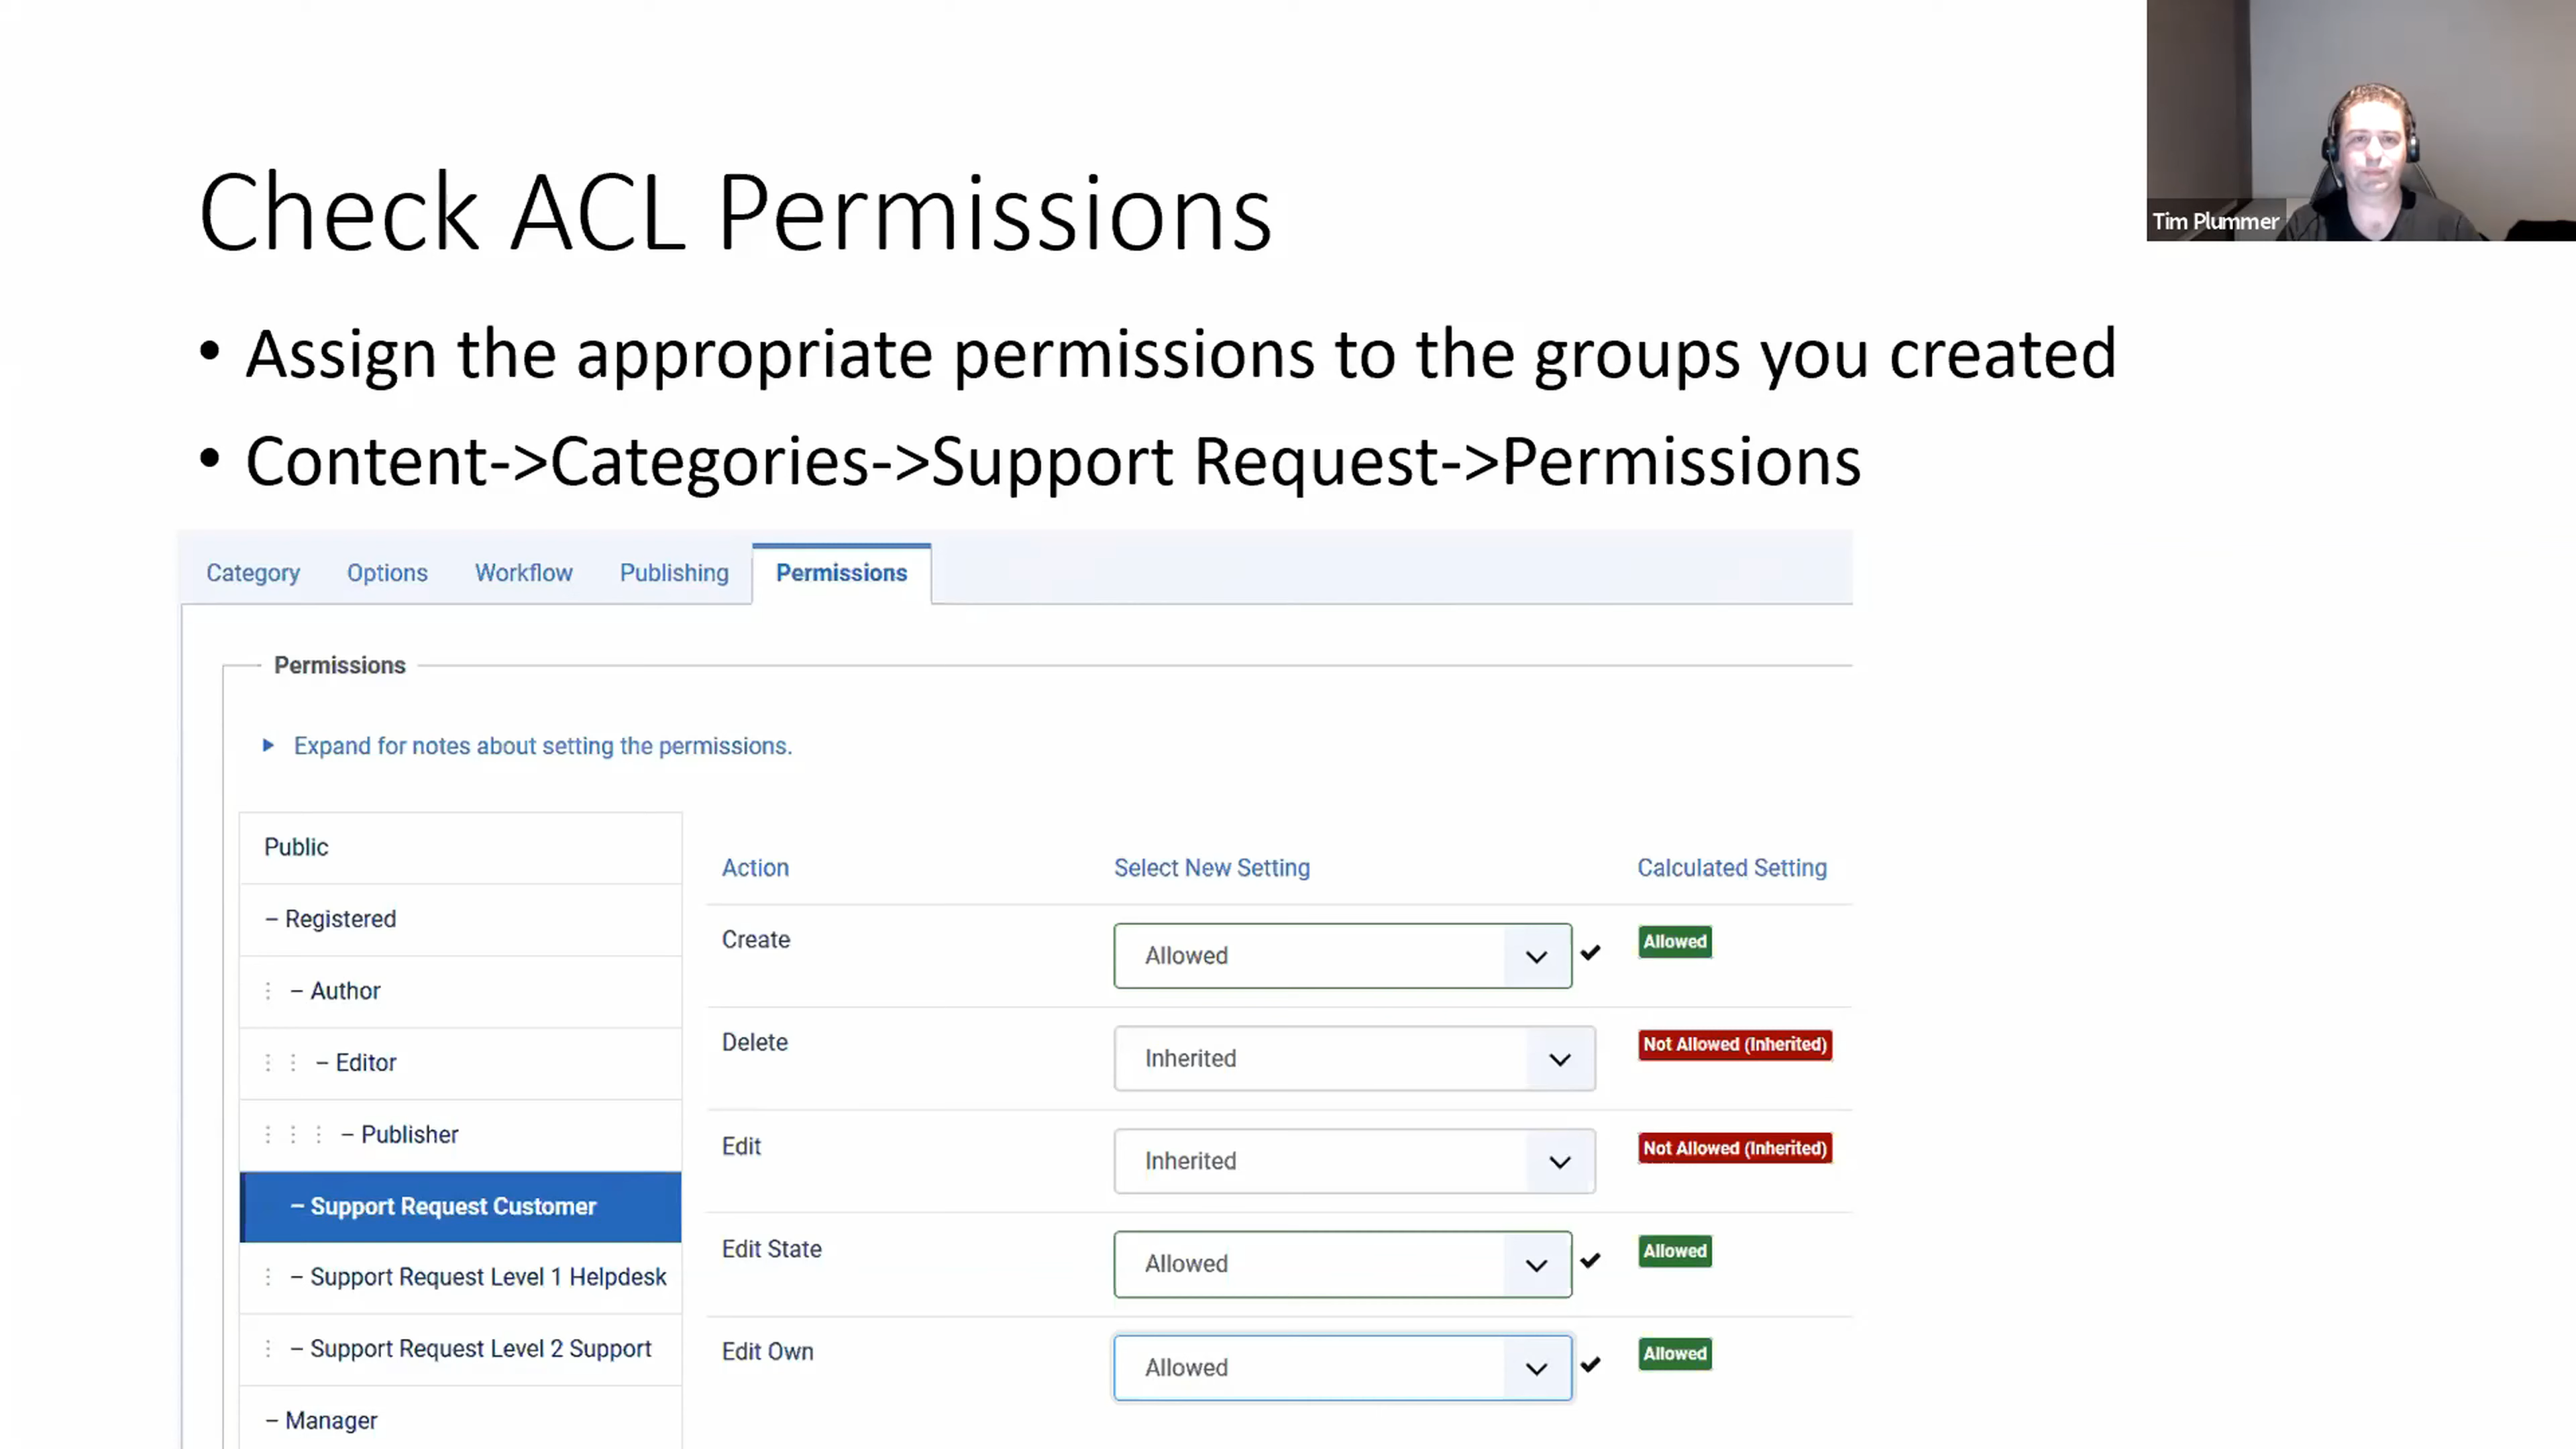 Check ACL Permissions
Tim Plummer
• Assign the appropriate permissions to the groups you created
• Content->Categories->Support Request->Permissions
Category Options Workflow Publishing Permissions
Permissions
Expand for notes about setting the permissions.
Public
– Registered
– Author
– Editor
– Publisher
– Support Request Customer
– Support Request Level 1 Helpdesk
– Support Request Level 2 Support
– Manager
Action Select New Setting Calculated Setting
Create Allowed Allowed
Delete Inherited Not Allowed (Inherited)
Edit Inherited Not Allowed (Inherited)
Edit State Allowed Allowed
Edit Own Allowed Allowed